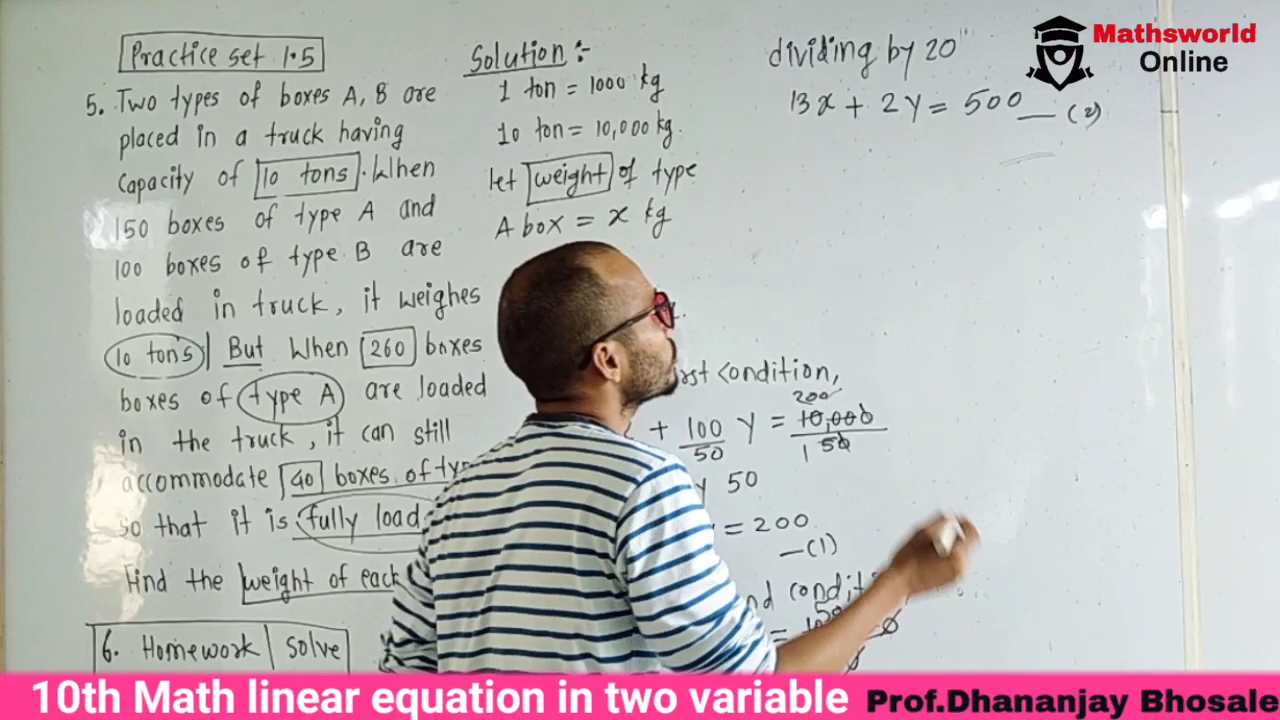 Practice set 1.5
5. Two types of boxes A, B are
placed in a truck having
Capacity of 10 tons. When
150 boxes of type A and
100 boxes of type B are
loaded in truck, it weighes
10 tons But When 260 boxes
boxes of type A are loaded
in the truck, it can still
accommodate 40 boxes of
so that it is fully load
Find the weight of each
6. Homework solve
Solution :-
1 ton = 1000 kg
10 ton = 10,000 kg.
let weight of type
A box = x kg
condition,
200
+ 100/50 y = 10,000/50
1
y 50
= 200
—(1)
= 
dividing by 20"
13x + 2y = 500 —(2)
Mathsworld
Online
10th Math linear equation in two variable
Prof.Dhananjay Bhosale